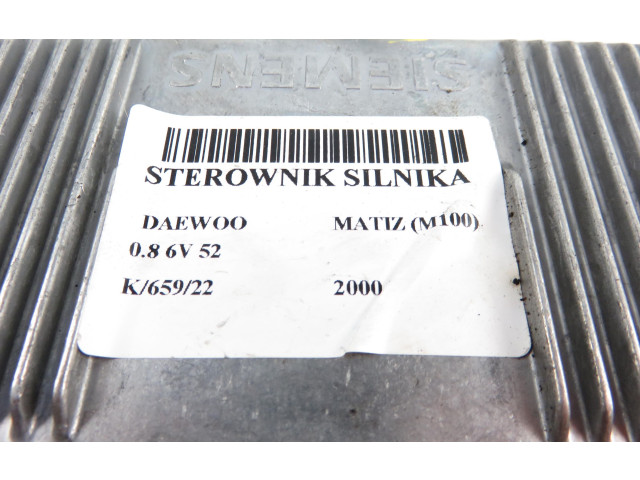 SIEMENS
STEROWNIK SILNIKA
DAEWOO MATIZ (M100)
0.8 6V 52
K/659/22 2000